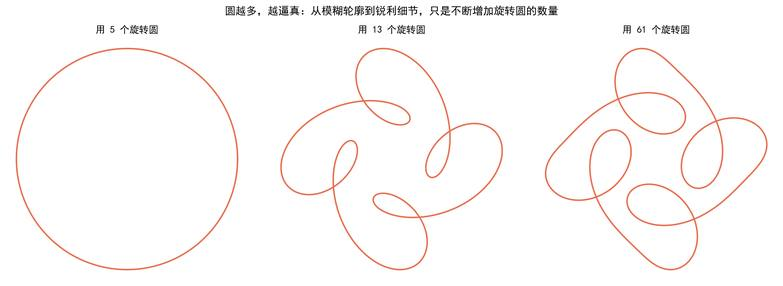 圆越多，越逼真：从模糊轮廓到锐利细节，只是不断增加旋转圆的数量
用 5 个旋转圆
用 13 个旋转圆
用 61 个旋转圆